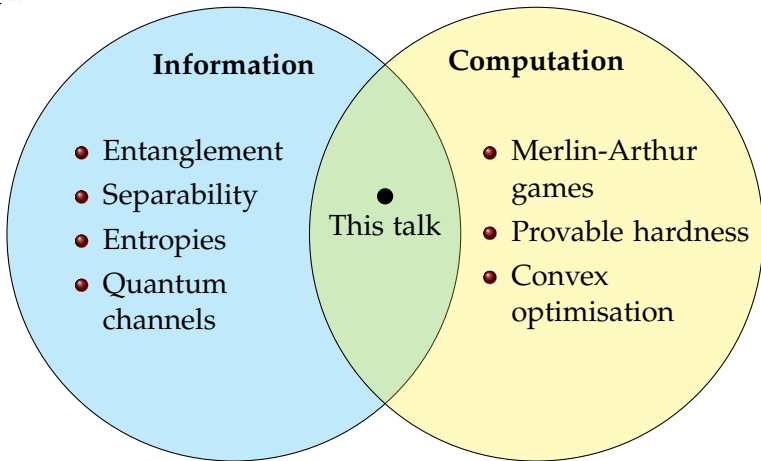 Information
Entanglement
Separability
Entropies
Quantum
channels
This talk
Computation
Merlin-Arthur
games
Provable hardness
Convex
optimisation